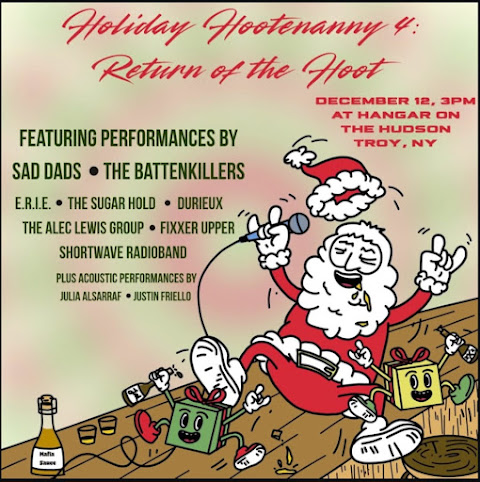 Holiday Hootenanny 4:
Return of the Hoot
DECEMBER 12, 3PM
AT HANGAR ON
THE HUDSON
TROY, NY
FEATURING PERFORMANCES BY
SAD DADS • THE BATTENKILLERS
E.R.I.E. • THE SUGAR HOLD • DURIEUX
THE ALEC LEWIS GROUP • FIXXER UPPER
SHORTWAVE RADIOBAND
PLUS ACOUSTIC PERFORMANCES BY
JULIA ALSARRAF • JUSTIN FRIELLO
Mafia
Sauce